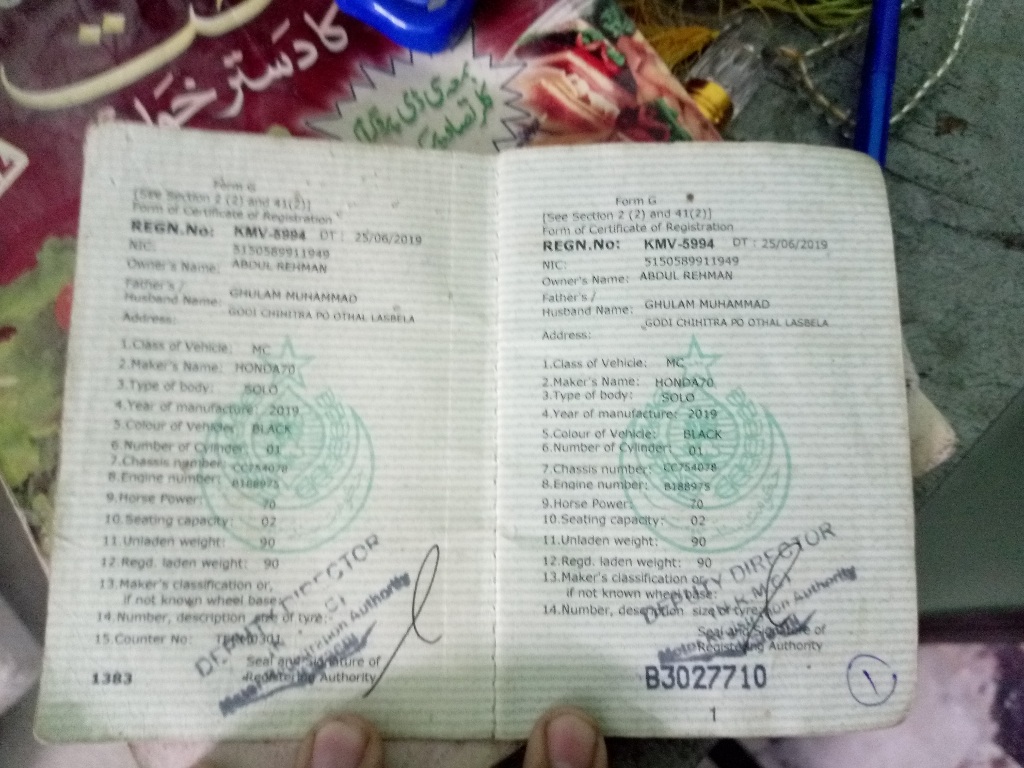 کا دستر خوان
Form G
[See Section 2 (2) and 41(2)]
Form of Certificate of Registration
REGN.No: KMV-5994 DT : 25/06/2019
NIC: 5150589911949
Owner's Name: ABDUL REHMAN
Father's /
Husband Name: GHULAM MUHAMMAD
Address: GODI CHIHITRA PO OTHAL LASBELA
1.Class of Vehicle: MC
2.Maker's Name: HONDA70
3.Type of body: SOLO
4.Year of manufacture: 2019
5.Colour of Vehicle: BLACK
6.Number of Cylinder: 01
7.Chassis number: CC754078
8.Engine number: B188975
9.Horse Power: 70
10.Seating capacity: 02
11.Unladen weight: 90
12.Regd. laden weight: 90
13.Maker's classification or,
if not known wheel base:
14.Number, description size of tyre:
15.Counter No:
DEPUTY DIRECTOR
Seal and Signature of
Registering Authority
1383
Form G
[See Section 2 (2) and 41(2)]
Form of Certificate of Registration
REGN.No: KMV-5994 DT : 25/06/2019
NIC: 5150589911949
Owner's Name: ABDUL REHMAN
Father's /
Husband Name: GHULAM MUHAMMAD
GODI CHIHITRA PO OTHAL LASBELA
Address:
1.Class of Vehicle: MC
2.Maker's Name: HONDA70
3.Type of body: SOLO
4.Year of manufacture: 2019
5.Colour of Vehicle: BLACK
6.Number of Cylinder: 01
7.Chassis number: CC754078
8.Engine number: B188975
9.Horse Power: 70
10.Seating capacity: 02
11.Unladen weight: 90
12.Regd. laden weight: 90
13.Maker's classification or,
if not known wheel base:
14.Number, description size of tyre:
DEPUTY DIRECTOR
Seal and Signature of
Registering Authority
B3027710
1
۱